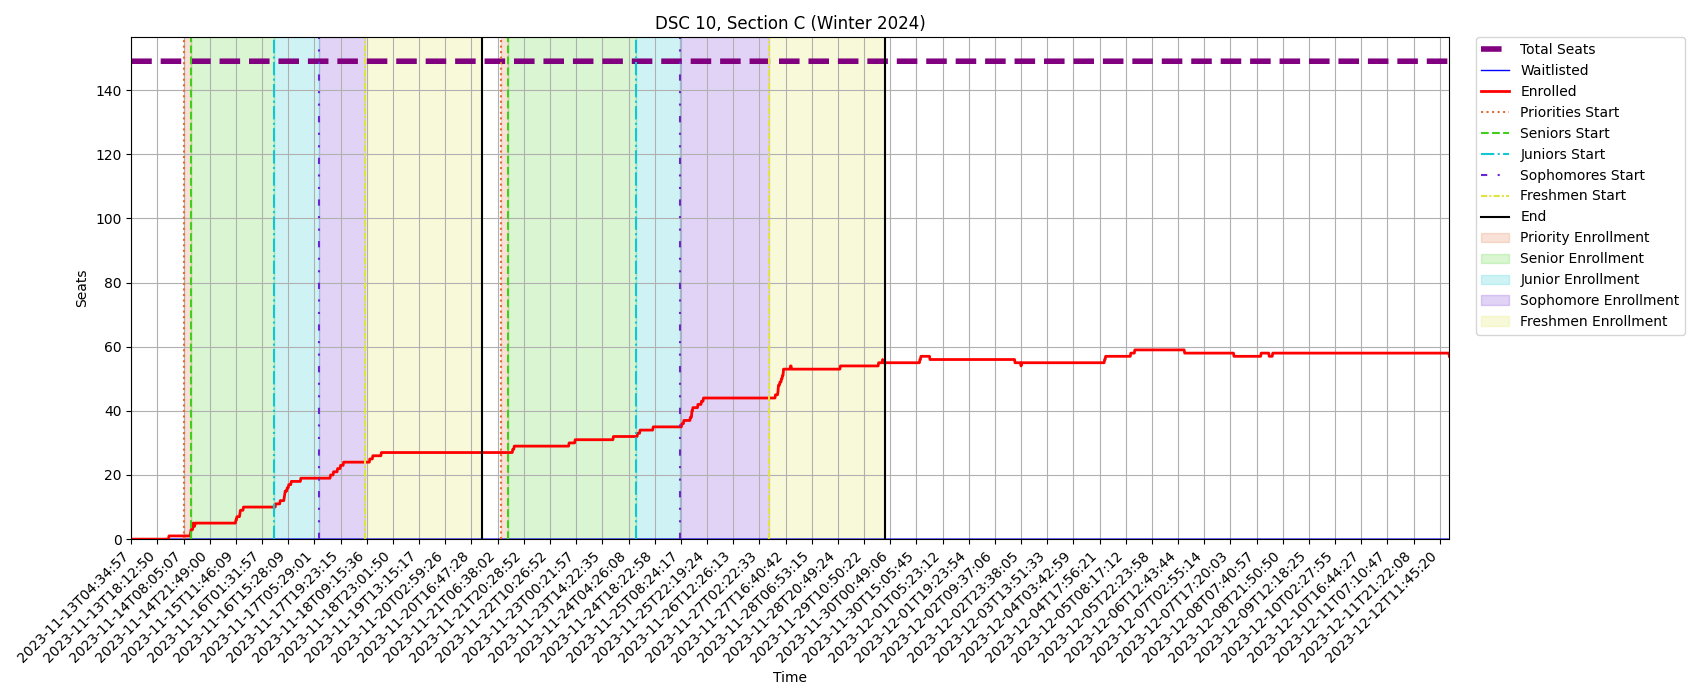 DSC 10, Section C (Winter 2024)
Total Seats
Waitlisted
Enrolled
Priorities Start
Seniors Start
Juniors Start
Sophomores Start
Freshmen Start
End
Priority Enrollment
Senior Enrollment
Junior Enrollment
Sophomore Enrollment
Freshmen Enrollment
Seats
140
120
100
80
60
40
20
0
2023-11-13T04:34:57
2023-11-13T18:12:50
2023-11-14T08:05:07
2023-11-14T21:49:00
2023-11-15T11:46:09
2023-11-16T01:31:57
2023-11-16T15:28:09
2023-11-17T05:29:01
2023-11-17T19:23:15
2023-11-18T09:15:36
2023-11-18T23:01:50
2023-11-19T13:15:17
2023-11-20T02:59:26
2023-11-20T16:47:28
2023-11-21T06:38:02
2023-11-21T20:28:52
2023-11-22T10:26:52
2023-11-23T00:21:57
2023-11-23T14:22:35
2023-11-24T04:26:08
2023-11-24T18:22:58
2023-11-25T08:24:17
2023-11-25T22:19:24
2023-11-26T12:26:13
2023-11-27T02:22:33
2023-11-27T16:40:42
2023-11-28T06:53:15
2023-11-28T20:49:24
2023-11-29T10:50:22
2023-11-30T00:49:06
2023-11-30T15:05:45
2023-12-01T05:23:12
2023-12-01T19:23:54
2023-12-02T09:37:06
2023-12-02T23:38:05
2023-12-03T13:51:33
2023-12-04T03:42:59
2023-12-04T17:56:21
2023-12-05T08:17:12
2023-12-05T22:23:58
2023-12-06T12:43:44
2023-12-07T02:55:14
2023-12-07T17:20:03
2023-12-08T07:40:57
2023-12-08T21:50:50
2023-12-09T12:18:25
2023-12-10T02:27:55
2023-12-10T16:44:27
2023-12-11T07:10:47
2023-12-11T21:22:08
2023-12-12T11:45:20
Time